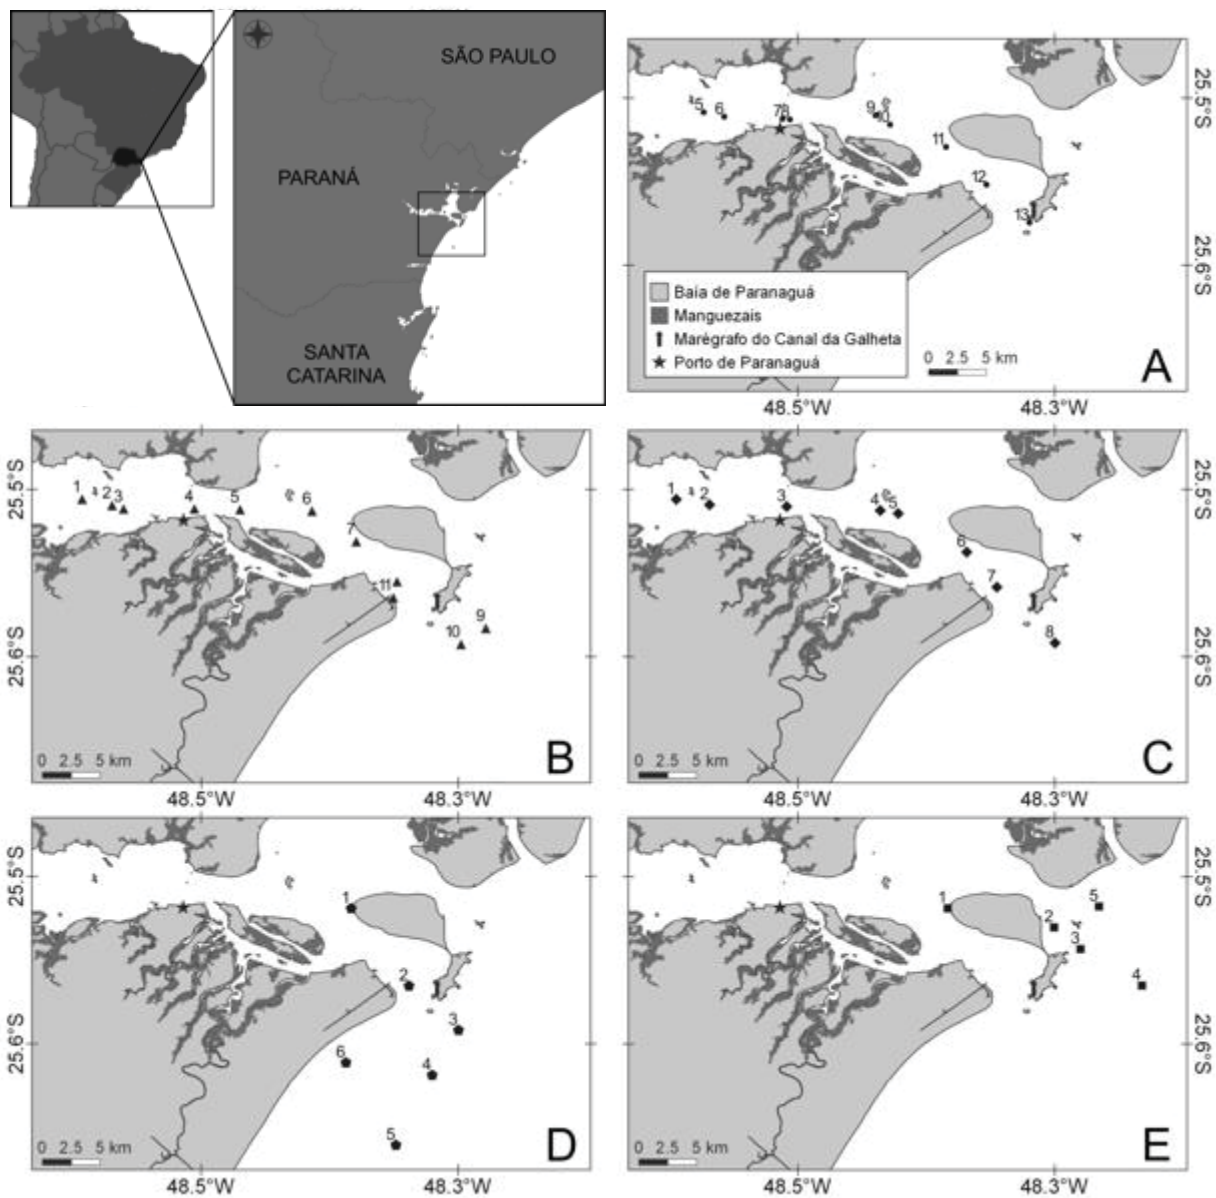 SÃO PAULO
PARANÁ
SANTA
CATARINA
5 6 78 9 10 11 12 13
25.5°S
25.6°S
Baía de Paranaguá
Manguezais
Marégrafo do Canal da Galheta
Porto de Paranaguá
0 2.5 5 km
A
48.5°W 48.3°W
25.5°S
25.6°S
1 2 3 4 5 6 7 11 9 10
0 2.5 5 km
B
48.5°W 48.3°W
1 2 3 4 5 6 7 8
25.5°S
25.6°S
0 2.5 5 km
C
48.5°W 48.3°W
25.5°S
25.6°S
1 2 3 4 5 6
0 2.5 5 km
D
48.5°W 48.3°W
1 2 3 4 5
25.5°S
25.6°S
0 2.5 5 km
E
48.5°W 48.3°W